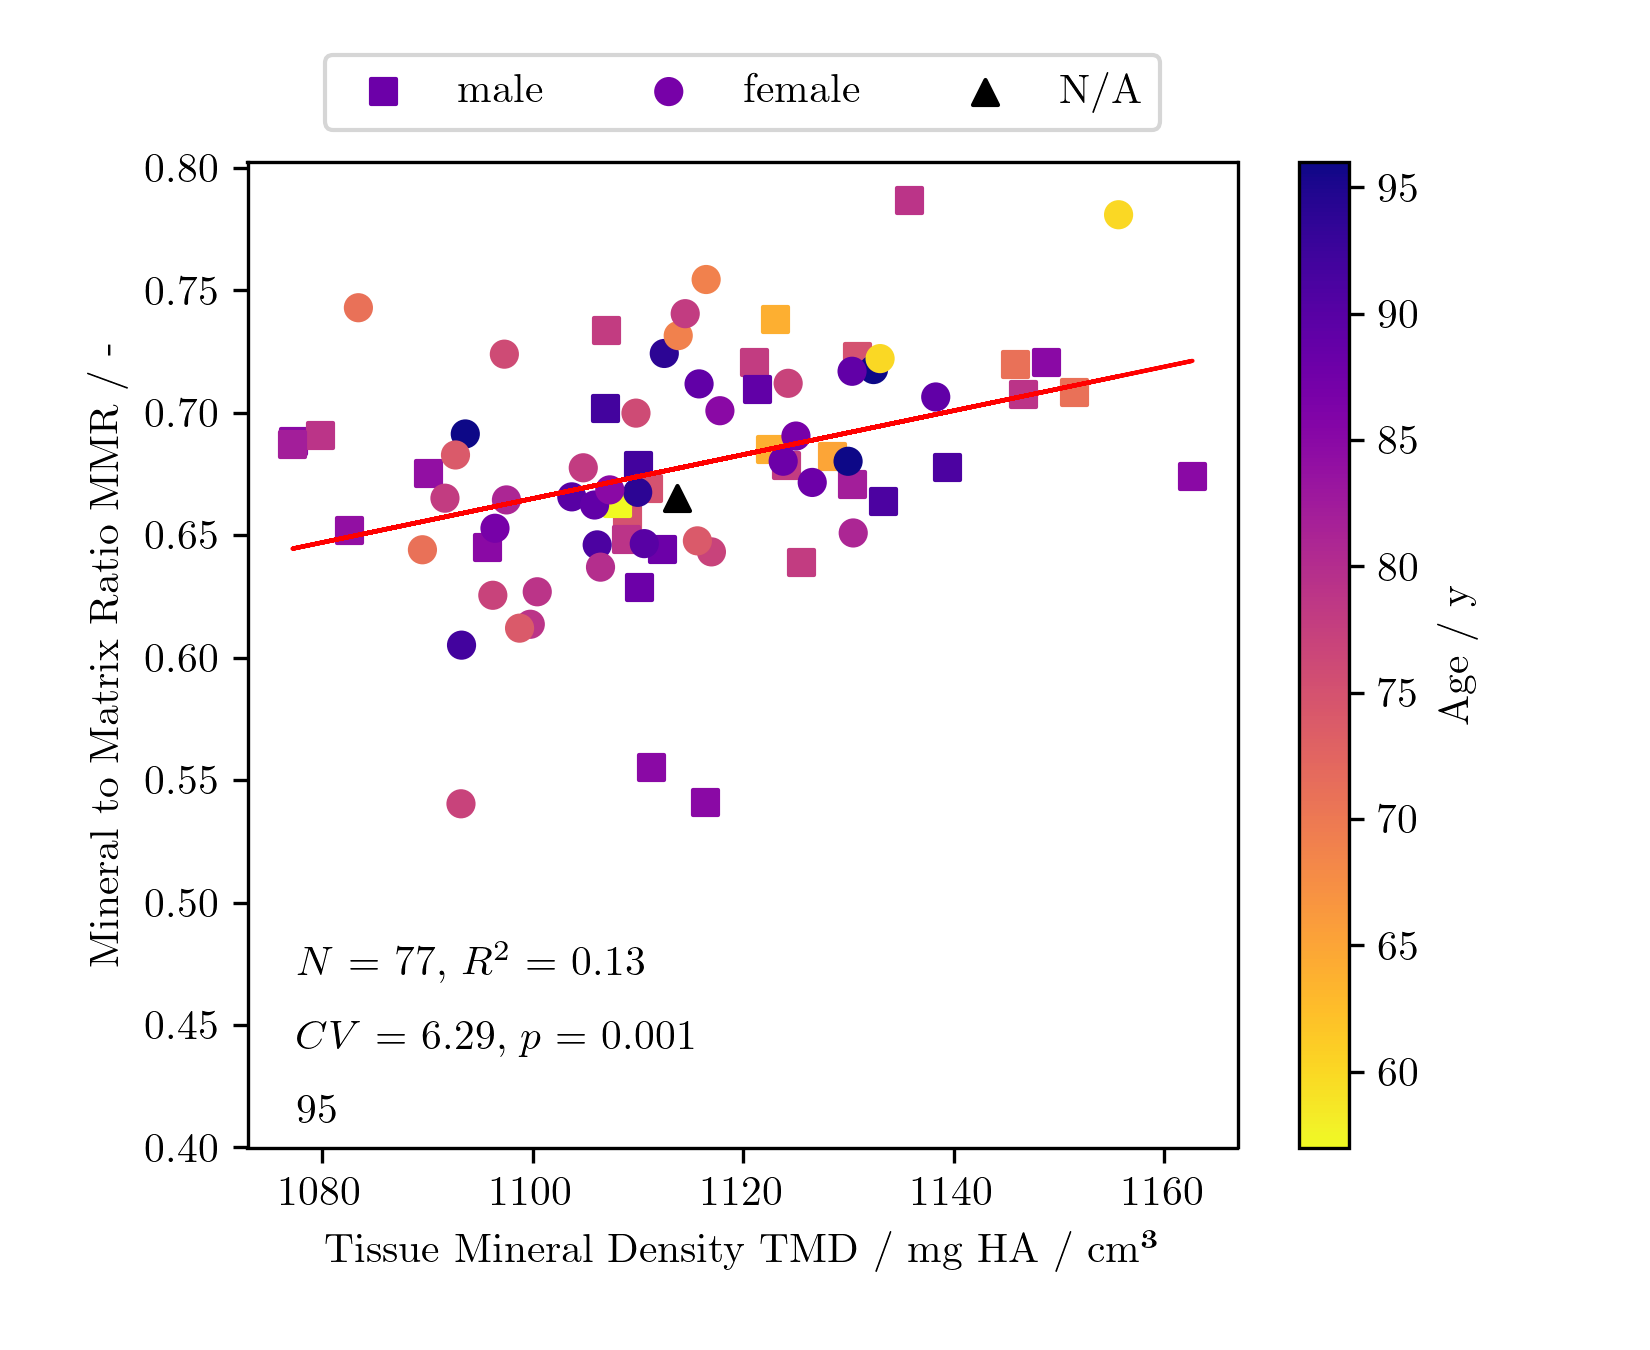 male female N/A
0.80
0.75
0.70
0.65
0.60
0.55
0.50
0.45
0.40
Mineral to Matrix Ratio MMR / -
N = 77, R² = 0.13
CV = 6.29, p = 0.001
95
1080 1100 1120 1140 1160
Tissue Mineral Density TMD / mg HA / cm³
95
90
85
80
75
70
65
60
Age / y